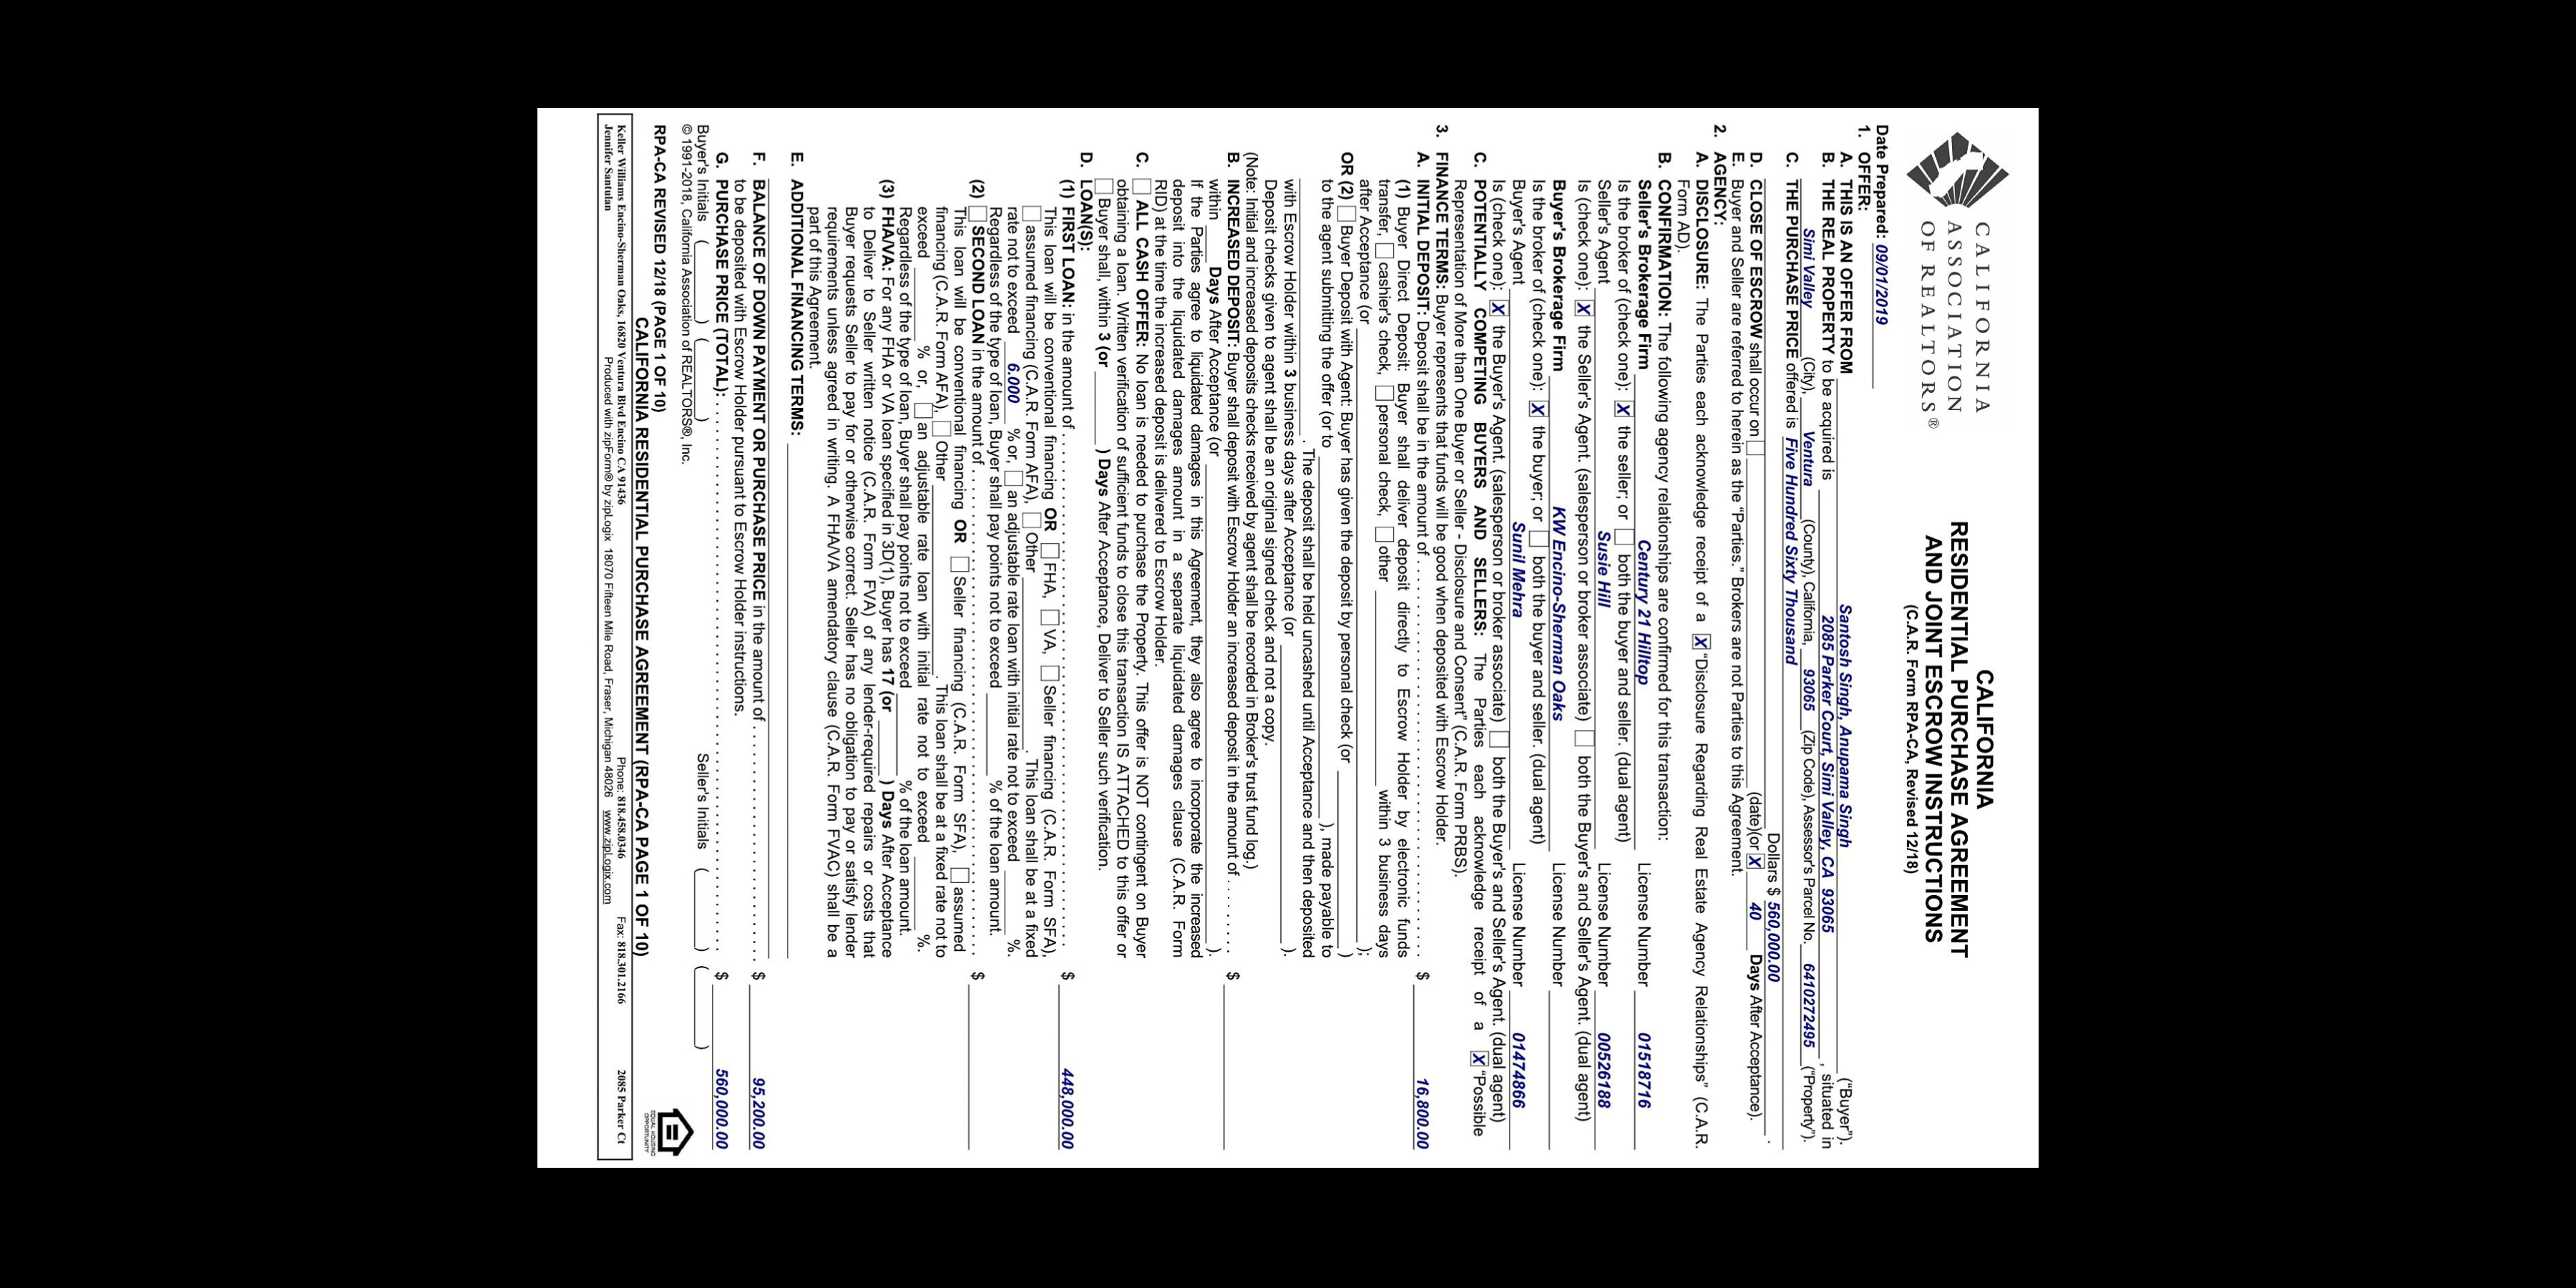 CALIFORNIA
ASSOCIATION
OF REALTORS®
CALIFORNIA
RESIDENTIAL PURCHASE AGREEMENT
AND JOINT ESCROW INSTRUCTIONS
(C.A.R. Form RPA-CA, Revised 12/18)
Date Prepared: 09/01/2019
1. OFFER:
A. THIS IS AN OFFER FROM Santosh Singh, Anupama Singh ("Buyer").
B. THE REAL PROPERTY to be acquired is 2085 Parker Court, Simi Valley, CA 93065 , situated in
Simi Valley (City), Ventura (County), California, 93065 (Zip Code), Assessor's Parcel No. 6410272495 ("Property").
C. THE PURCHASE PRICE offered is Five Hundred Sixty Thousand
Dollars $ 560,000.00 .
D. CLOSE OF ESCROW shall occur on ☐ (date)(or X 40 Days After Acceptance).
E. Buyer and Seller are referred to herein as the "Parties." Brokers are not Parties to this Agreement.
2. AGENCY:
A. DISCLOSURE: The Parties each acknowledge receipt of a X "Disclosure Regarding Real Estate Agency Relationships" (C.A.R.
Form AD).
B. CONFIRMATION: The following agency relationships are confirmed for this transaction:
Seller's Brokerage Firm Century 21 Hilltop License Number 01518716
Is the broker of (check one): X the seller; or ☐ both the buyer and seller. (dual agent)
Seller's Agent Susie Hill License Number 00526188
Is (check one): X the Seller's Agent. (salesperson or broker associate) ☐ both the Buyer's and Seller's Agent. (dual agent)
Buyer's Brokerage Firm KW Encino-Sherman Oaks License Number
Is the broker of (check one): X the buyer; or ☐ both the buyer and seller. (dual agent)
Buyer's Agent Sunil Mehra License Number 01474866
Is (check one): X the Buyer's Agent. (salesperson or broker associate) ☐ both the Buyer's and Seller's Agent. (dual agent)
C. POTENTIALLY COMPETING BUYERS AND SELLERS: The Parties each acknowledge receipt of a X "Possible
Representation of More than One Buyer or Seller - Disclosure and Consent" (C.A.R. Form PRBS).
3. FINANCE TERMS: Buyer represents that funds will be good when deposited with Escrow Holder.
A. INITIAL DEPOSIT: Deposit shall be in the amount of . . . . . . . . $ 16,800.00
(1) Buyer Direct Deposit: Buyer shall deliver deposit directly to Escrow Holder by electronic funds
transfer, ☐ cashier's check, ☐ personal check, ☐ other within 3 business days
after Acceptance (or );
OR (2) ☐ Buyer Deposit with Agent: Buyer has given the deposit by personal check (or )
to the agent submitting the offer (or to ), made payable to
. The deposit shall be held uncashed until Acceptance and then deposited
with Escrow Holder within 3 business days after Acceptance (or ).
Deposit checks given to agent shall be an original signed check and not a copy.
(Note: Initial and increased deposits checks received by agent shall be recorded in Broker's trust fund log.)
B. INCREASED DEPOSIT: Buyer shall deposit with Escrow Holder an increased deposit in the amount of . . . . . . . $
within Days After Acceptance (or ).
If the Parties agree to liquidated damages in this Agreement, they also agree to incorporate the increased
deposit into the liquidated damages amount in a separate liquidated damages clause (C.A.R. Form
RID) at the time the increased deposit is delivered to Escrow Holder.
C. ☐ ALL CASH OFFER: No loan is needed to purchase the Property. This offer is NOT contingent on Buyer
obtaining a loan. Written verification of sufficient funds to close this transaction IS ATTACHED to this offer or
☐ Buyer shall, within 3 (or ) Days After Acceptance, Deliver to Seller such verification.
D. LOAN(S):
(1) FIRST LOAN: in the amount of . . . . . . . . $ 448,000.00
This loan will be conventional financing OR ☐ FHA, ☐ VA, ☐ Seller financing (C.A.R. Form SFA),
☐ assumed financing (C.A.R. Form AFA), ☐ Other . This loan shall be at a fixed
rate not to exceed 6.000 % or, ☐ an adjustable rate loan with initial rate not to exceed %.
Regardless of the type of loan, Buyer shall pay points not to exceed % of the loan amount.
(2) ☐ SECOND LOAN in the amount of . . . . . . . . $
This loan will be conventional financing OR ☐ Seller financing (C.A.R. Form SFA), ☐ assumed
financing (C.A.R. Form AFA), ☐ Other . This loan shall be at a fixed rate not to
exceed % or, ☐ an adjustable rate loan with initial rate not to exceed %.
Regardless of the type of loan, Buyer shall pay points not to exceed % of the loan amount.
(3) FHA/VA: For any FHA or VA loan specified in 3D(1), Buyer has 17 (or ) Days After Acceptance
to Deliver to Seller written notice (C.A.R. Form FVA) of any lender-required repairs or costs that
Buyer requests Seller to pay for or otherwise correct. Seller has no obligation to pay or satisfy lender
requirements unless agreed in writing. A FHA/VA amendatory clause (C.A.R. Form FVAC) shall be a
part of this Agreement.
E. ADDITIONAL FINANCING TERMS:
F. BALANCE OF DOWN PAYMENT OR PURCHASE PRICE in the amount of . . . . . . . . $ 95,200.00
to be deposited with Escrow Holder pursuant to Escrow Holder instructions.
G. PURCHASE PRICE (TOTAL): . . . . . . . . $ 560,000.00
Buyer's Initials ( ) ( ) Seller's Initials ( ) ( )
© 1991-2018, California Association of REALTORS®, Inc.
RPA-CA REVISED 12/18 (PAGE 1 OF 10)
EQUAL HOUSING OPPORTUNITY
CALIFORNIA RESIDENTIAL PURCHASE AGREEMENT (RPA-CA PAGE 1 OF 10)
Keller Williams Encino-Sherman Oaks, 16820 Ventura Blvd Encino CA 91436 Phone: 818.458.0346 Fax: 818.301.2166 2085 Parker Ct
Jennifer Santulan Produced with zipForm® by zipLogix 18070 Fifteen Mile Road, Fraser, Michigan 48026 www.zipLogix.com